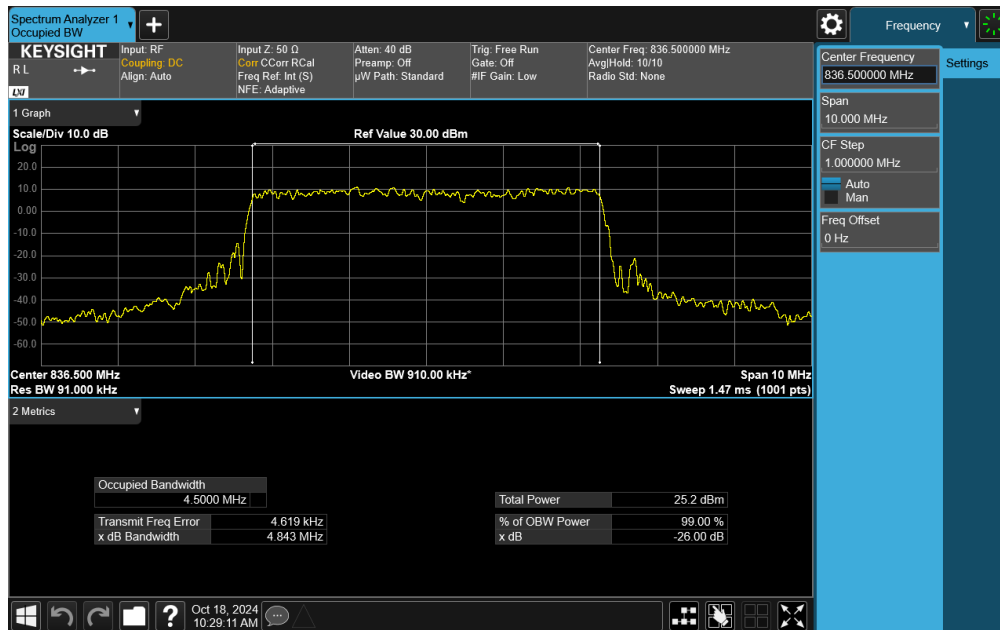 Spectrum Analyzer 1
Occupied BW
KEYSIGHT
R L
LXI
Input: RF
Coupling: DC
Align: Auto
Input Z: 50 Ω
Corr CCorr RCal
Freq Ref: Int (S)
NFE: Adaptive
Atten: 40 dB
Preamp: Off
µW Path: Standard
Trig: Free Run
Gate: Off
#IF Gain: Low
Center Freq: 836.500000 MHz
Avg|Hold: 10/10
Radio Std: None
1 Graph
Scale/Div 10.0 dB
Ref Value 30.00 dBm
Log
20.0
10.0
0.00
-10.0
-20.0
-30.0
-40.0
-50.0
-60.0
Center 836.500 MHz
Video BW 910.00 kHz*
Span 10 MHz
Res BW 91.000 kHz
Sweep 1.47 ms (1001 pts)
2 Metrics
Occupied Bandwidth
4.5000 MHz
Total Power 25.2 dBm
Transmit Freq Error 4.619 kHz
% of OBW Power 99.00 %
x dB Bandwidth 4.843 MHz
x dB -26.00 dB
Oct 18, 2024
10:29:11 AM
Frequency
Settings
Center Frequency
836.500000 MHz
Span
10.000 MHz
CF Step
1.000000 MHz
Auto
Man
Freq Offset
0 Hz